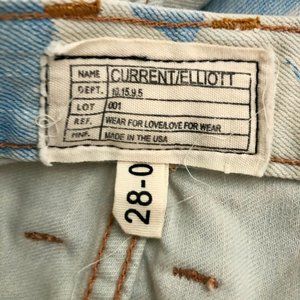 NAME CURRENT/ELLIOTT
DEPT. 10.15.9.5
LOT 001
REF. WEAR FOR LOVE/LOVE FOR WEAR
MNF. MADE IN THE USA
28-0